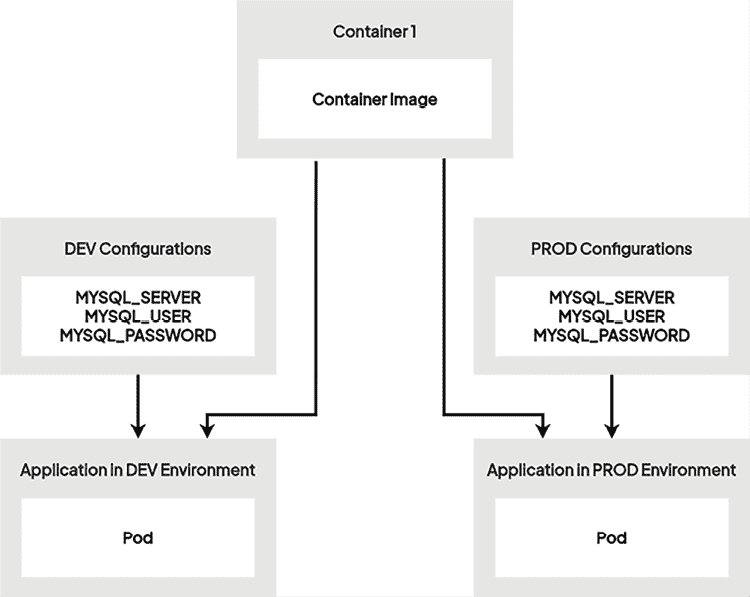 Container 1
Container Image
DEV Configurations
MYSQL_SERVER
MYSQL_USER
MYSQL_PASSWORD
PROD Configurations
MYSQL_SERVER
MYSQL_USER
MYSQL_PASSWORD
Application in DEV Environment
Pod
Application in PROD Environment
Pod